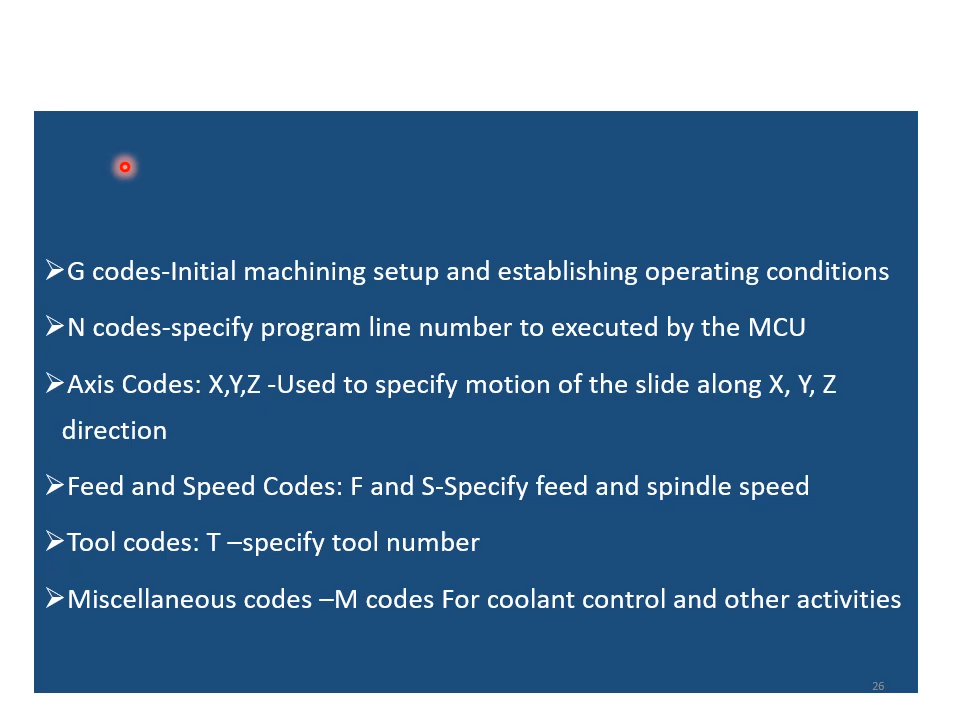 ➢G codes-Initial machining setup and establishing operating conditions
➢N codes-specify program line number to executed by the MCU
➢Axis Codes: X,Y,Z -Used to specify motion of the slide along X, Y, Z
direction
➢Feed and Speed Codes: F and S-Specify feed and spindle speed
➢Tool codes: T –specify tool number
➢Miscellaneous codes –M codes For coolant control and other activities
26